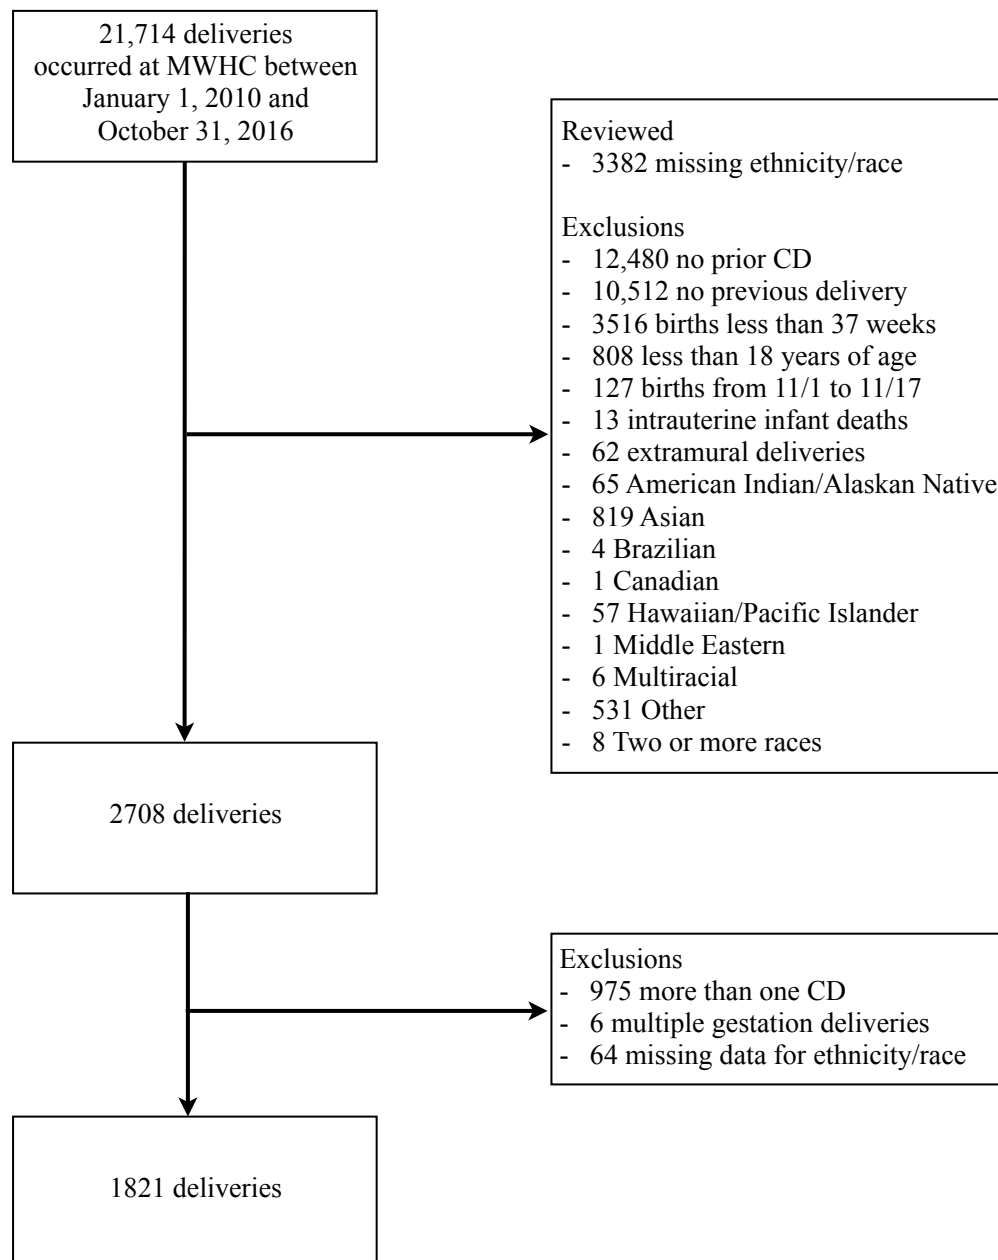 21,714 deliveries
occurred at MWHC between
January 1, 2010 and
October 31, 2016
Reviewed
- 3382 missing ethnicity/race
Exclusions
- 12,480 no prior CD
- 10,512 no previous delivery
- 3516 births less than 37 weeks
- 808 less than 18 years of age
- 127 births from 11/1 to 11/17
- 13 intrauterine infant deaths
- 62 extramural deliveries
- 65 American Indian/Alaskan Native
- 819 Asian
- 4 Brazilian
- 1 Canadian
- 57 Hawaiian/Pacific Islander
- 1 Middle Eastern
- 6 Multiracial
- 531 Other
- 8 Two or more races
2708 deliveries
Exclusions
- 975 more than one CD
- 6 multiple gestation deliveries
- 64 missing data for ethnicity/race
1821 deliveries